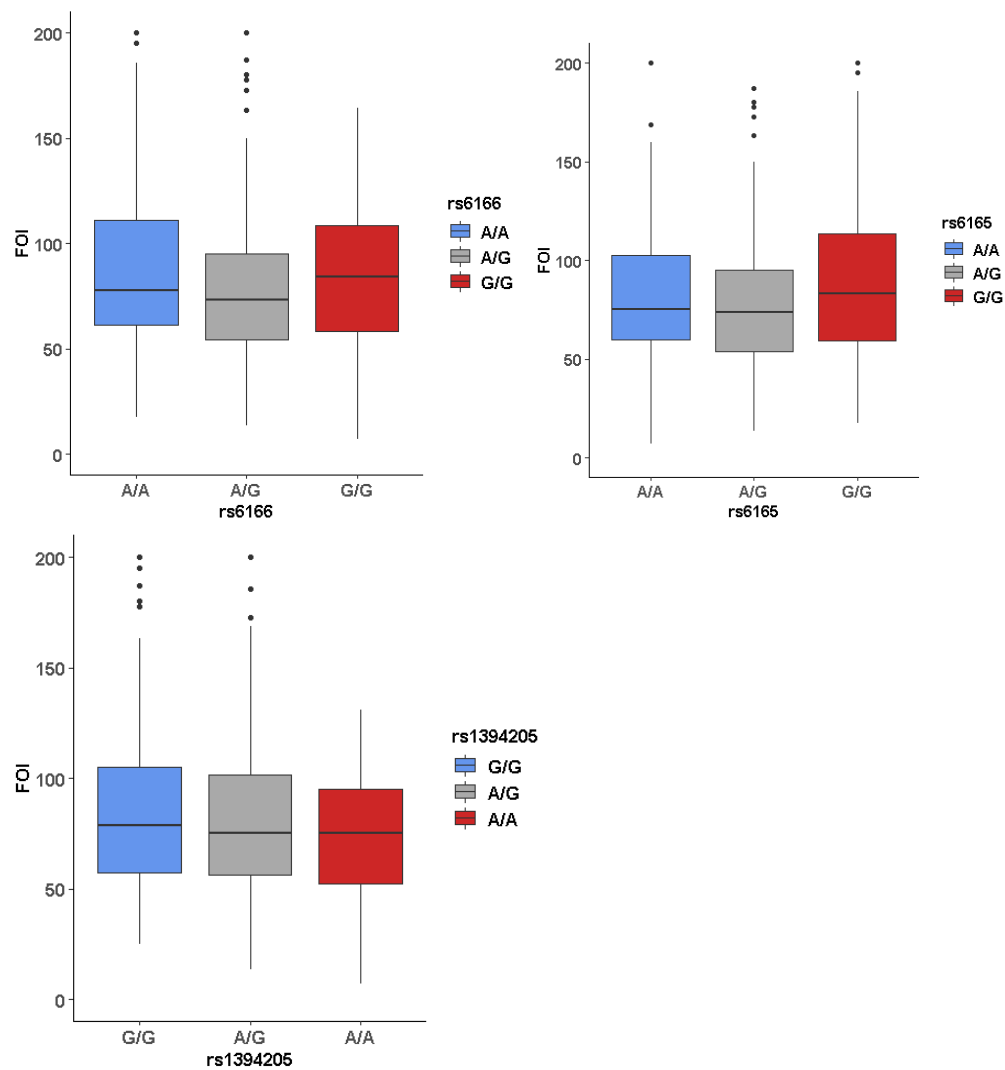 200
150
100
50
0
FOI
A/A A/G G/G
rs6166
rs6166
A/A
A/G
G/G
200
150
100
50
0
FOI
A/A A/G G/G
rs6165
rs6165
A/A
A/G
G/G
200
150
100
50
0
FOI
G/G A/G A/A
rs1394205
rs1394205
G/G
A/G
A/A